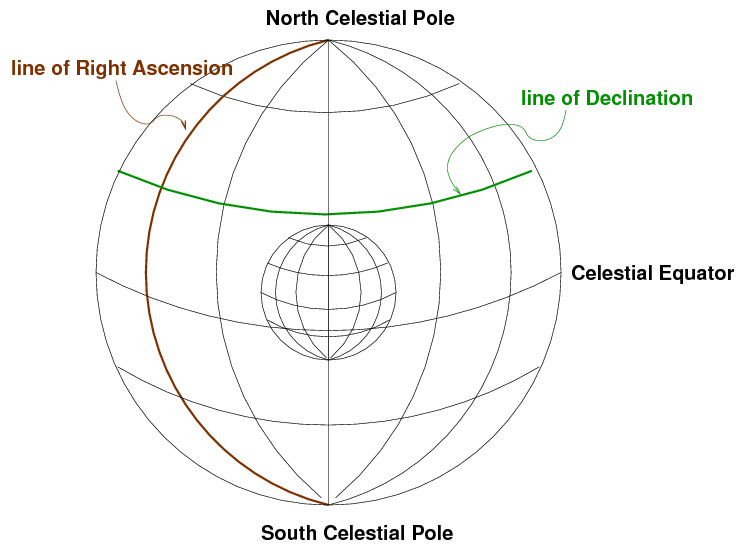 North Celestial Pole
line of Right Ascension
line of Declination
Celestial Equator
South Celestial Pole